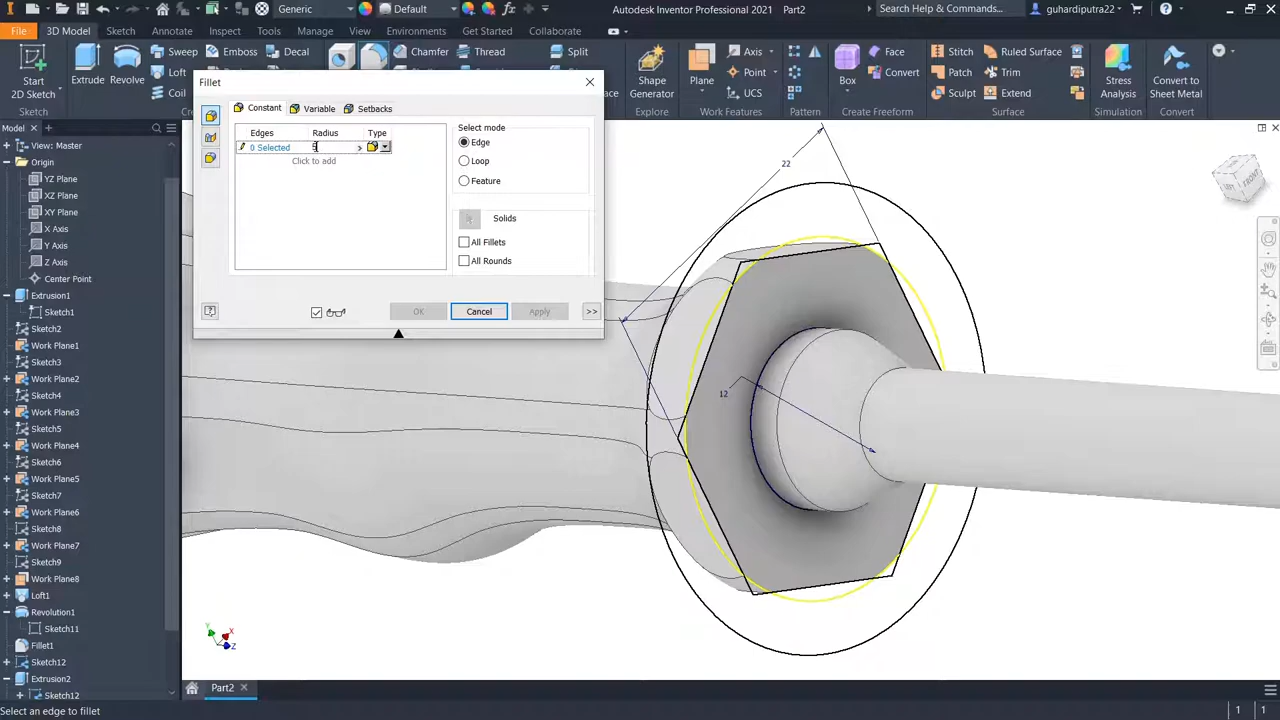 Generic
Default
Autodesk Inventor Professional 2021 Part2
Search Help & Commands...
guhardiputra22
File
3D Model
Sketch
Annotate
Inspect
Tools
Manage
View
Environments
Get Started
Collaborate
Start
2D Sketch
Extrude
Revolve
Sweep
Loft
Coil
Emboss
Decal
Chamfer
Thread
Split
Shape
Generator
Plane
Axis
Point
UCS
Box
Face
Convert
Stitch
Patch
Sculpt
Ruled Surface
Trim
Extend
Stress
Analysis
Convert to
Sheet Metal
Sketch
Explore
Work Features
Create Freeform
Surface
Simulation
Convert
Fillet
Constant
Variable
Setbacks
Edges
Radius
Type
0 Selected
5
Click to add
Select mode
Edge
Loop
Feature
Solids
All Fillets
All Rounds
OK
Cancel
Apply
>>
Model
View: Master
Origin
YZ Plane
XZ Plane
XY Plane
X Axis
Y Axis
Z Axis
Center Point
Extrusion1
Sketch1
Sketch2
Work Plane1
Sketch3
Work Plane2
Sketch4
Work Plane3
Sketch5
Work Plane4
Sketch6
Work Plane5
Sketch7
Work Plane6
Sketch8
Work Plane7
Sketch9
Work Plane8
Loft1
Revolution1
Sketch11
Fillet1
Sketch12
Extrusion2
Sketch12
22
12
FRONT
Y
X
Z
Part2
Select an edge to fillet
1 1